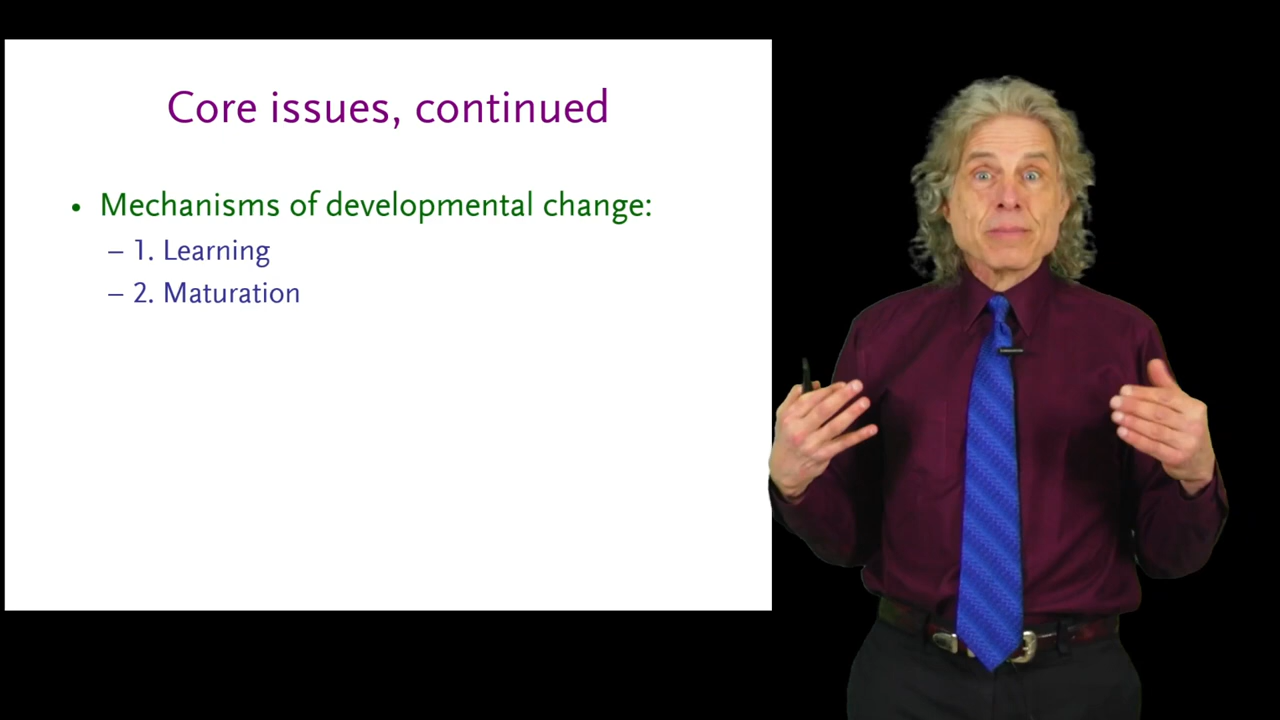 Core issues, continued
• Mechanisms of developmental change:
– 1. Learning
– 2. Maturation